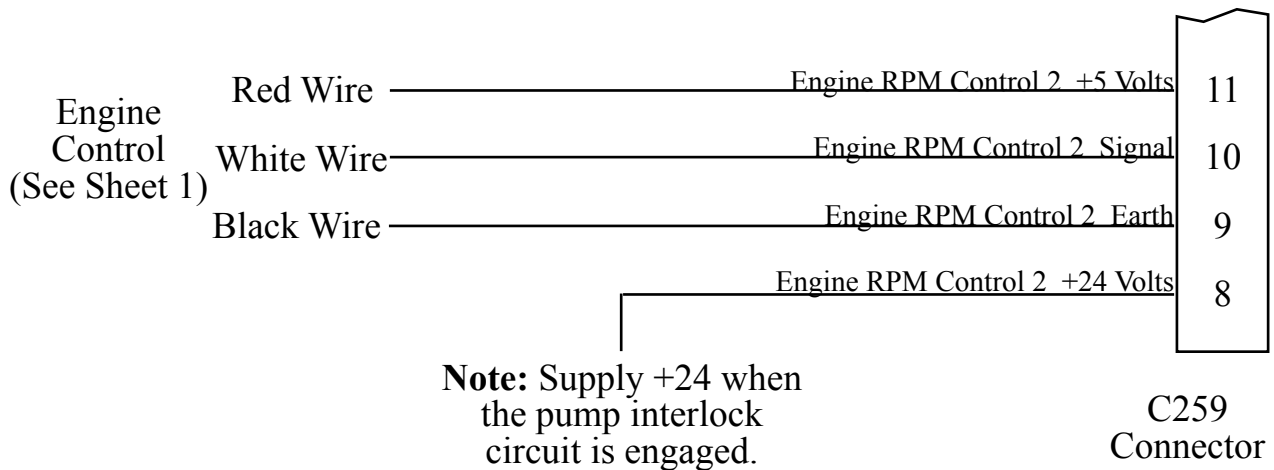 Engine
Control
(See Sheet 1)
Red Wire
Engine RPM Control 2 +5 Volts
11
White Wire
Engine RPM Control 2 Signal
10
Black Wire
Engine RPM Control 2 Earth
9
Engine RPM Control 2 +24 Volts
8
Note: Supply +24 when
the pump interlock
circuit is engaged.
C259
Connector